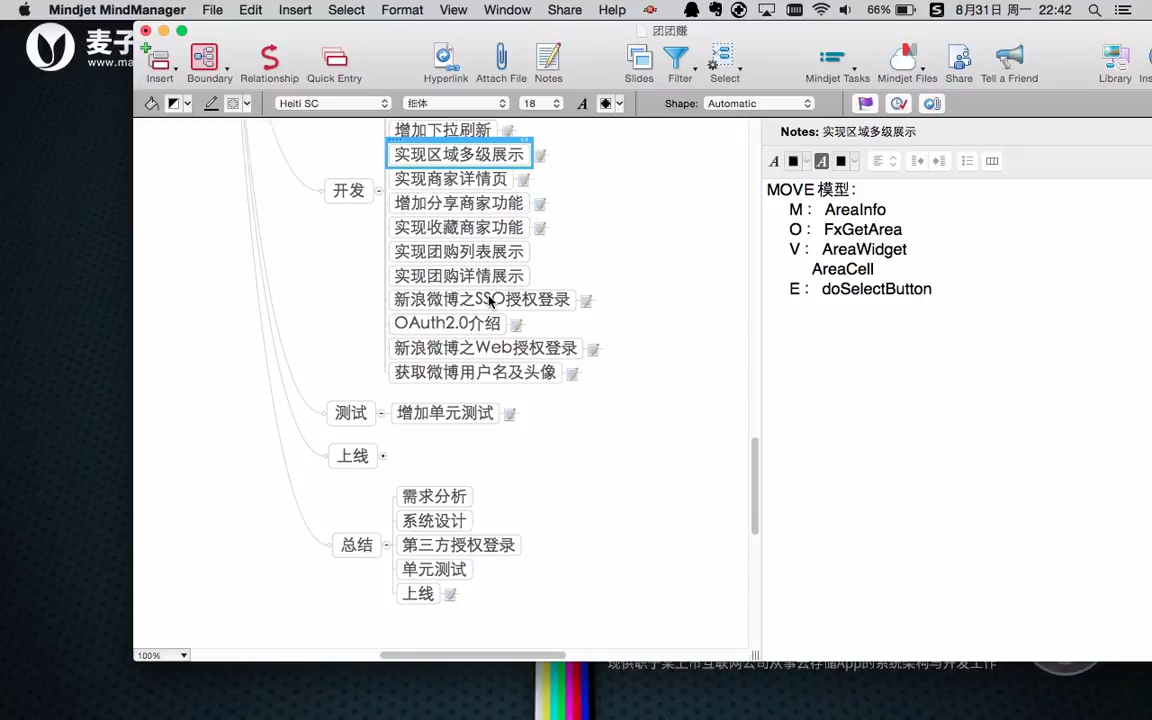 Mindjet MindManager File Edit Insert Select Format View Window Share Help 66% 8月31日 周一 22:42
麦子
www.ma
团团赚
Insert Boundary Relationship Quick Entry Hyperlink Attach File Notes Slides Filter Select Mindjet Tasks Mindjet Files Share Tell a Friend Library Ins
Heiti SC 细体 18 A Shape: Automatic
增加下拉刷新
实现区域多级展示
实现商家详情页
开发
增加分享商家功能
实现收藏商家功能
实现团购列表展示
实现团购详情展示
新浪微博之SSO授权登录
OAuth2.0介绍
新浪微博之Web授权登录
获取微博用户名及头像
测试
增加单元测试
上线
需求分析
系统设计
总结
第三方授权登录
单元测试
上线
100%
Notes: 实现区域多级展示
MOVE 模型：
M： AreaInfo
O： FxGetArea
V： AreaWidget
AreaCell
E： doSelectButton